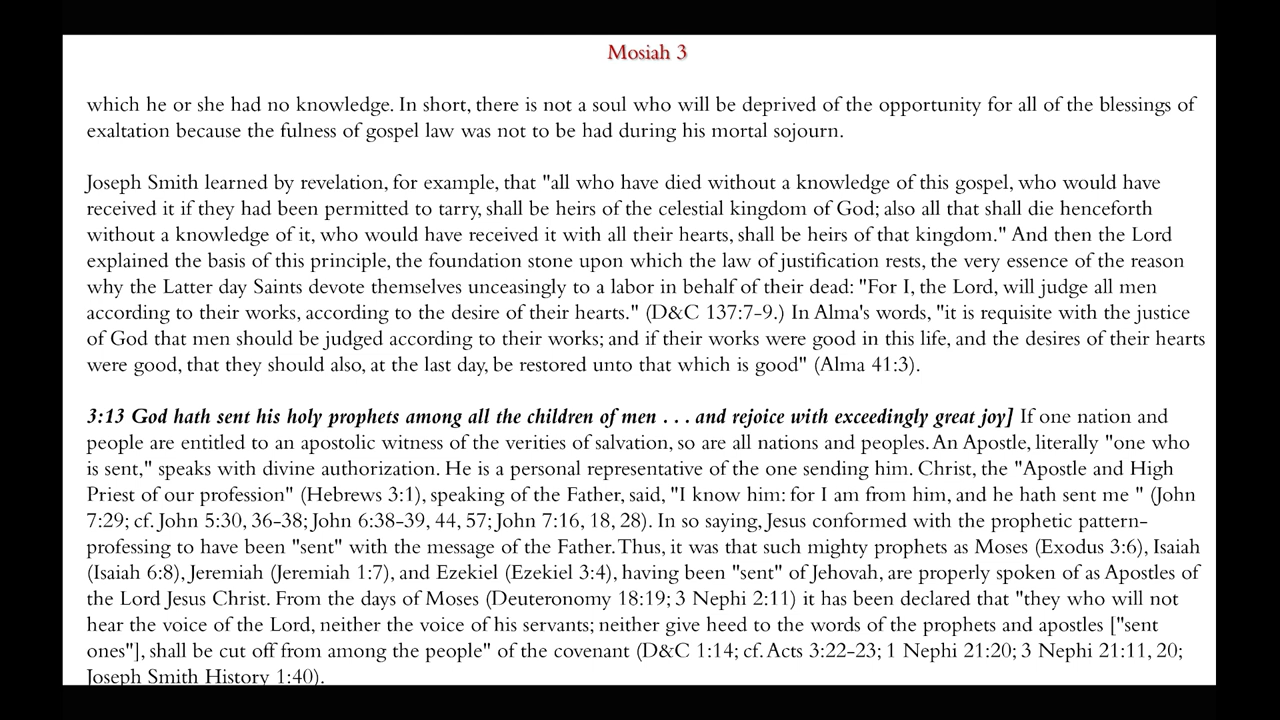 Mosiah 3
which he or she had no knowledge. In short, there is not a soul who will be deprived of the opportunity for all of the blessings of
exaltation because the fulness of gospel law was not to be had during his mortal sojourn.
Joseph Smith learned by revelation, for example, that "all who have died without a knowledge of this gospel, who would have
received it if they had been permitted to tarry, shall be heirs of the celestial kingdom of God; also all that shall die henceforth
without a knowledge of it, who would have received it with all their hearts, shall be heirs of that kingdom." And then the Lord
explained the basis of this principle, the foundation stone upon which the law of justification rests, the very essence of the reason
why the Latter day Saints devote themselves unceasingly to a labor in behalf of their dead: "For I, the Lord, will judge all men
according to their works, according to the desire of their hearts." (D&C 137:7-9.) In Alma's words, "it is requisite with the justice
of God that men should be judged according to their works; and if their works were good in this life, and the desires of their hearts
were good, that they should also, at the last day, be restored unto that which is good" (Alma 41:3).
3:13 God hath sent his holy prophets among all the children of men . . . and rejoice with exceedingly great joy] If one nation and
people are entitled to an apostolic witness of the verities of salvation, so are all nations and peoples. An Apostle, literally "one who
is sent," speaks with divine authorization. He is a personal representative of the one sending him. Christ, the "Apostle and High
Priest of our profession" (Hebrews 3:1), speaking of the Father, said, "I know him: for I am from him, and he hath sent me " (John
7:29; cf. John 5:30, 36-38; John 6:38-39, 44, 57; John 7:16, 18, 28). In so saying, Jesus conformed with the prophetic pattern-
professing to have been "sent" with the message of the Father. Thus, it was that such mighty prophets as Moses (Exodus 3:6), Isaiah
(Isaiah 6:8), Jeremiah (Jeremiah 1:7), and Ezekiel (Ezekiel 3:4), having been "sent" of Jehovah, are properly spoken of as Apostles of
the Lord Jesus Christ. From the days of Moses (Deuteronomy 18:19; 3 Nephi 2:11) it has been declared that "they who will not
hear the voice of the Lord, neither the voice of his servants; neither give heed to the words of the prophets and apostles ["sent
ones"], shall be cut off from among the people" of the covenant (D&C 1:14; cf. Acts 3:22-23; 1 Nephi 21:20; 3 Nephi 21:11, 20;
Joseph Smith History 1:40).